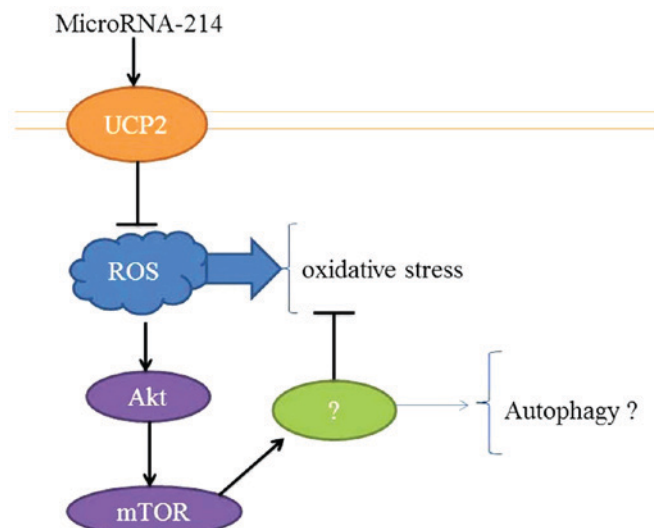 MicroRNA-214
UCP2
ROS
oxidative stress
Akt
?
Autophagy ?
mTOR